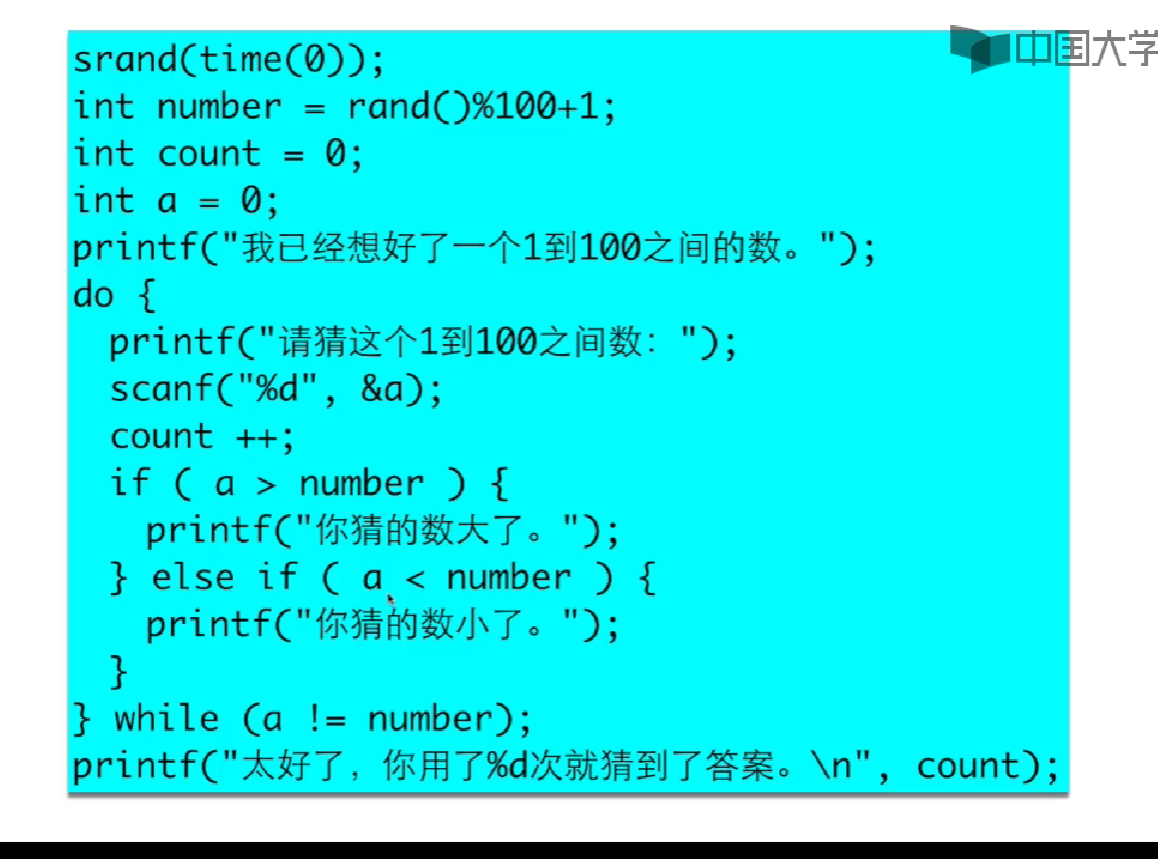 中国大学
srand(time(0));
int number = rand()%100+1;
int count = 0;
int a = 0;
printf("我已经想好了一个1到100之间的数。");
do {
printf("请猜这个1到100之间数：");
scanf("%d", &a);
count ++;
if ( a > number ) {
printf("你猜的数大了。");
} else if ( a < number ) {
printf("你猜的数小了。");
}
} while (a != number);
printf("太好了，你用了%d次就猜到了答案。\n", count);